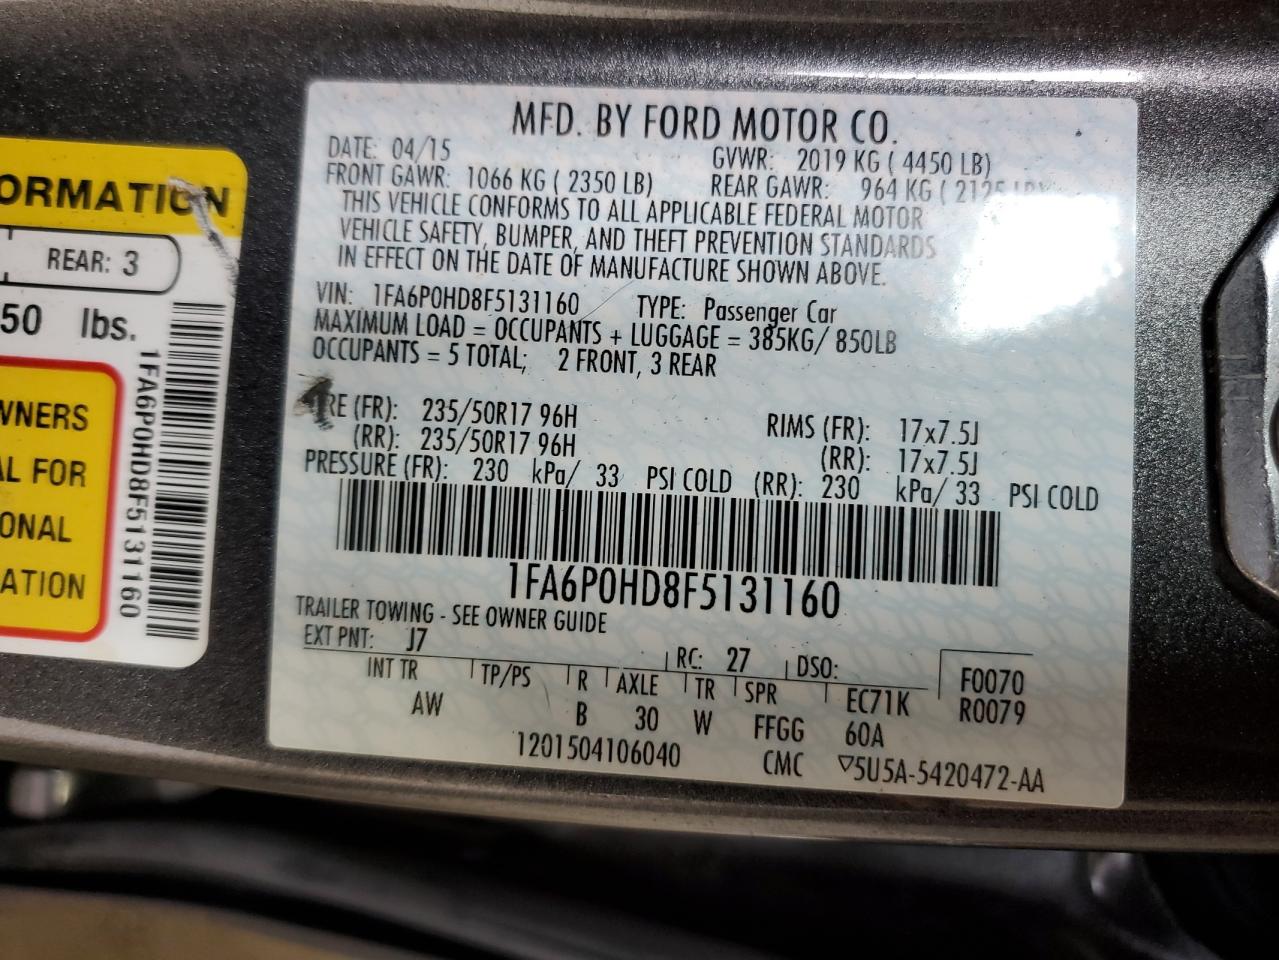 ORMATION
REAR: 3
50 lbs.
WNERS
L FOR
ONAL
ATION
1FA6P0HD8F5131160
MFD. BY FORD MOTOR CO.
DATE: 04/15 GVWR: 2019 KG ( 4450 LB)
FRONT GAWR: 1066 KG ( 2350 LB) REAR GAWR: 964 KG ( 2125 LB)
THIS VEHICLE CONFORMS TO ALL APPLICABLE FEDERAL MOTOR
VEHICLE SAFETY, BUMPER, AND THEFT PREVENTION STANDARDS
IN EFFECT ON THE DATE OF MANUFACTURE SHOWN ABOVE.
VIN: 1FA6P0HD8F5131160 TYPE: Passenger Car
MAXIMUM LOAD = OCCUPANTS + LUGGAGE = 385KG/ 850LB
OCCUPANTS = 5 TOTAL; 2 FRONT, 3 REAR
RE (FR): 235/50R17 96H RIMS (FR): 17x7.5J
(RR): 235/50R17 96H (RR): 17x7.5J
PRESSURE (FR): 230 kPa/ 33 PSI COLD (RR): 230 kPa/ 33 PSI COLD
1FA6P0HD8F5131160
TRAILER TOWING - SEE OWNER GUIDE
EXT PNT: J7 RC: 27 DSO: F0070
INT TR TP/PS R AXLE TR SPR EC71K R0079
AW B 30 W FFGG 60A
1201504106040 CMC ▽5U5A-5420472-AA